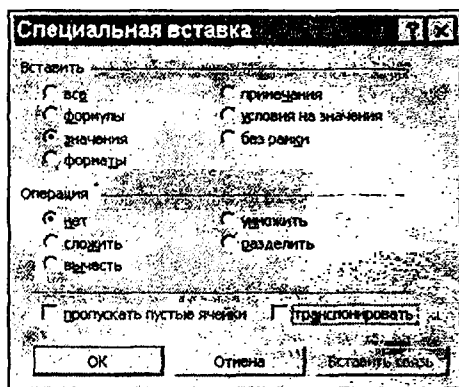 Специальная вставка
Вставить
все
примечания
формулы
условия на значения
значения
без рамки
форматы
Операция
нет
умножить
сложить
разделить
вычесть
пропускать пустые ячейки
транспонировать
ОК
Отмена
Вставить связь